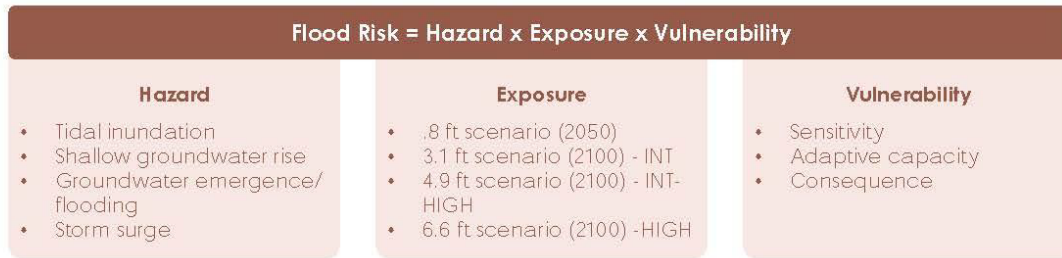 Flood Risk = Hazard x Exposure x Vulnerability
Hazard
• Tidal inundation
• Shallow groundwater rise
• Groundwater emergence/
flooding
• Storm surge
Exposure
• .8 ft scenario (2050)
• 3.1 ft scenario (2100) - INT
• 4.9 ft scenario (2100) - INT-
HIGH
• 6.6 ft scenario (2100) -HIGH
Vulnerability
• Sensitivity
• Adaptive capacity
• Consequence